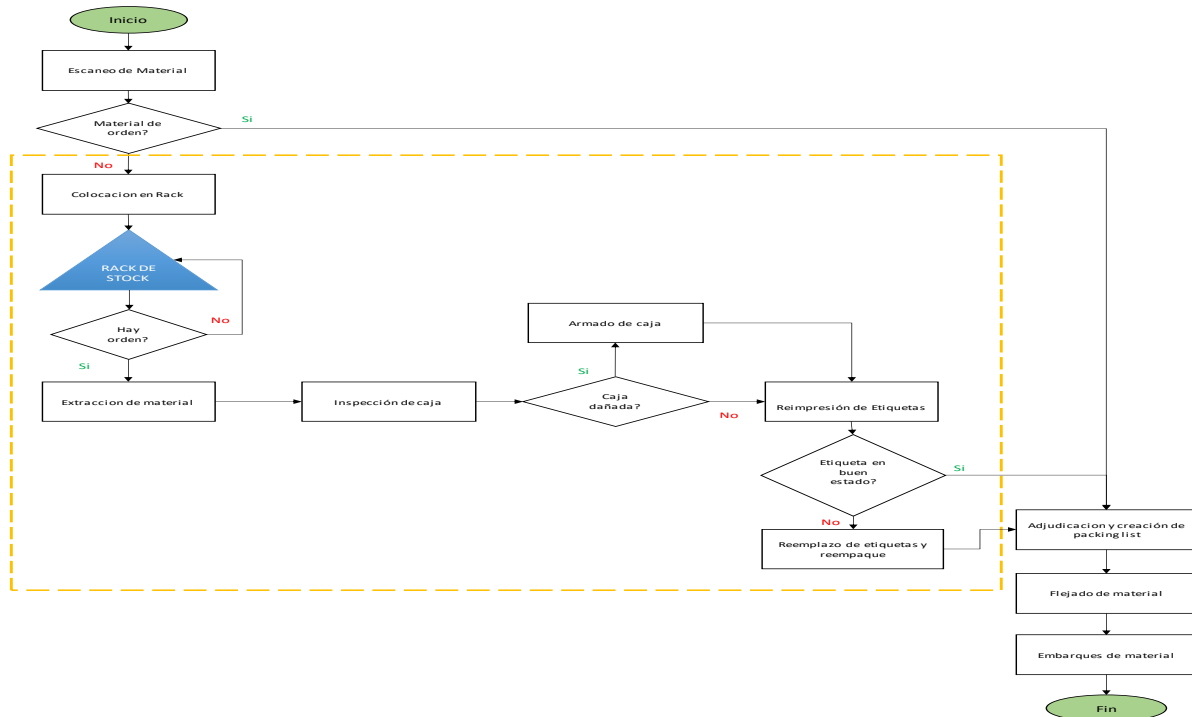 Inicio
Escaneo de Material
Material de
orden?
Si
No
Colocacion en Rack
RACK DE
STOCK
Hay
orden?
No
Si
Extraccion de material
Inspección de caja
Armado de caja
Si
Caja
dañada?
No
Reimpresión de Etiquetas
Etiqueta en
buen
estado?
Si
No
Reemplazo de etiquetas y
reempaque
Adjudicacion y creación de
packing list
Flejado de material
Embarques de material
Fin